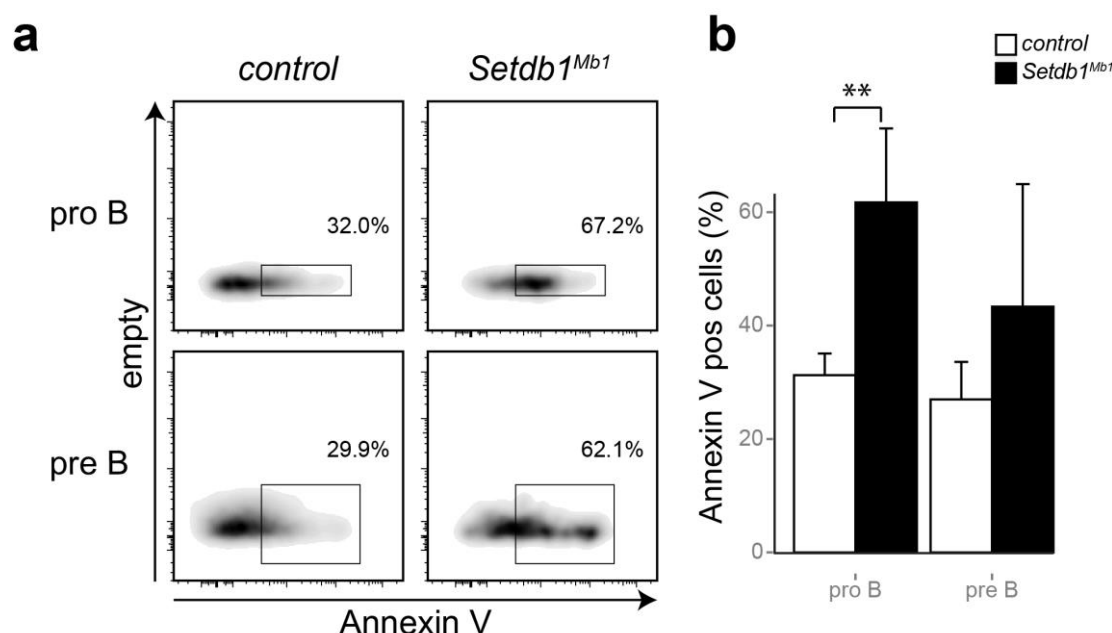 a
control Setdb1Mb1
pro B
32.0% 67.2%
empty
pre B
29.9% 62.1%
Annexin V
b
control
Setdb1Mb1
**
Annexin V pos cells (%)
60
40
20
0
pro B pre B